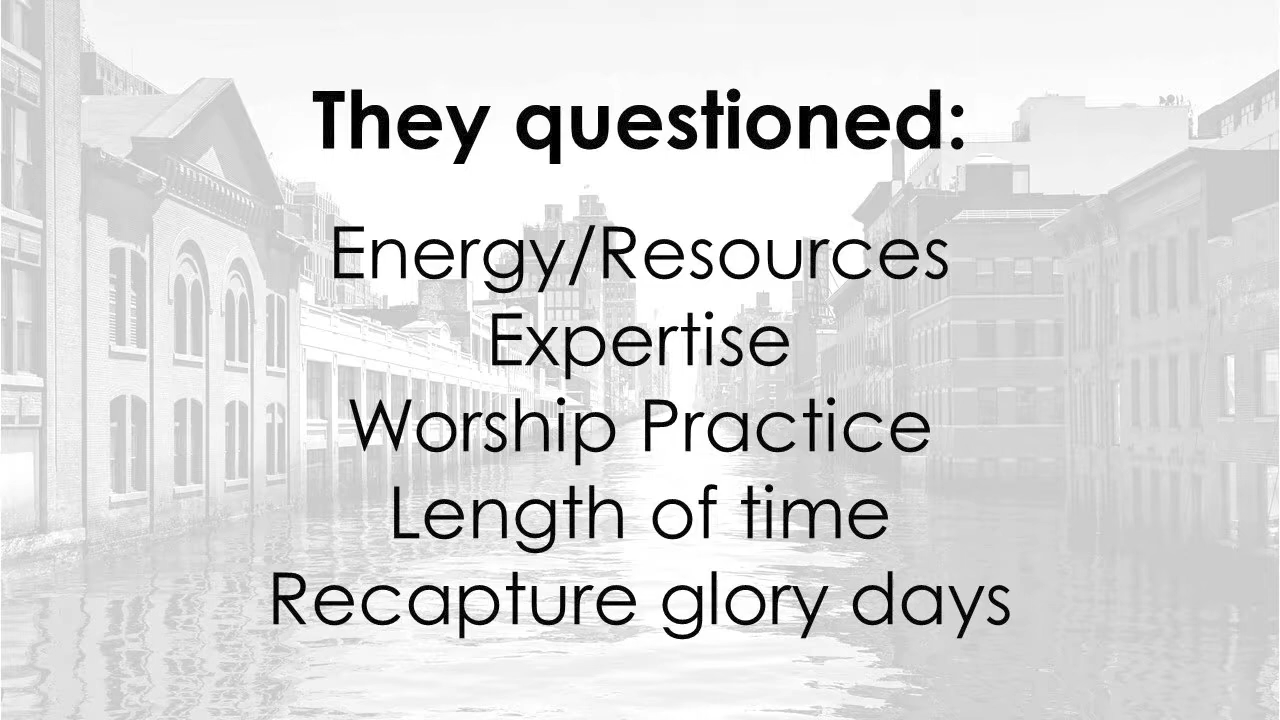 They questioned:
Energy/Resources
Expertise
Worship Practice
Length of time
Recapture glory days